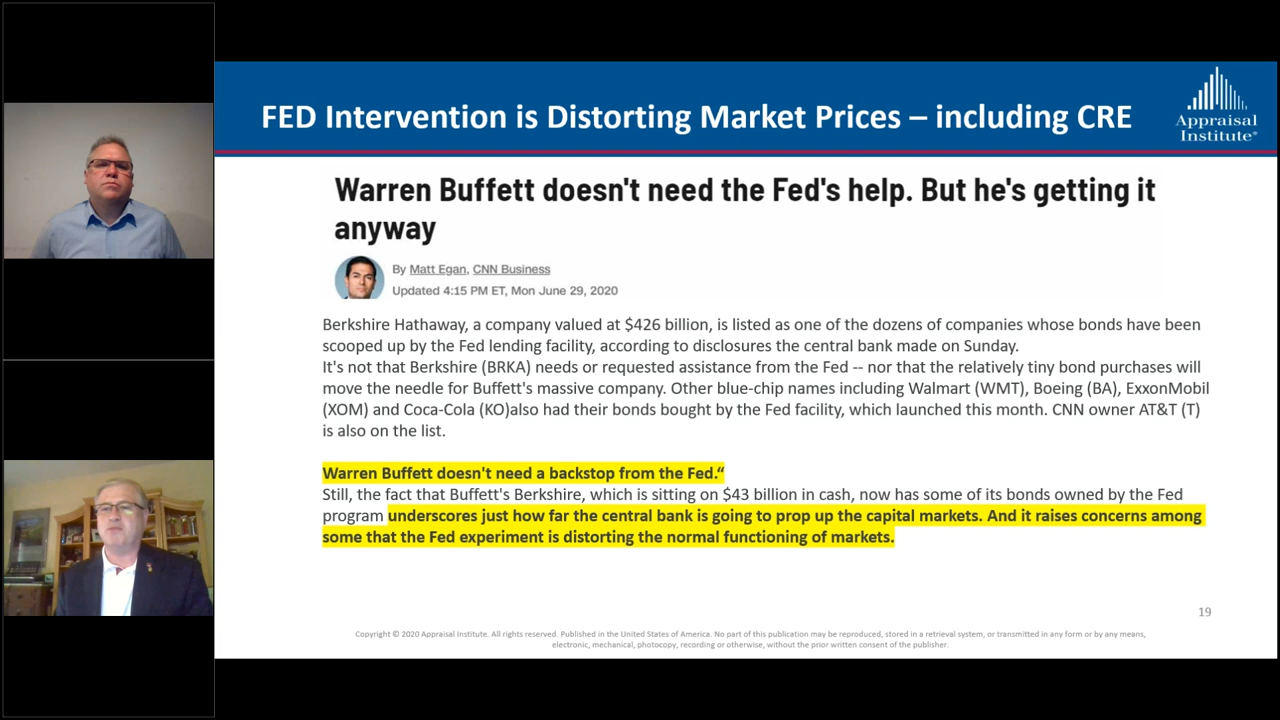 FED Intervention is Distorting Market Prices – including CRE
Appraisal
Institute®
Warren Buffett doesn't need the Fed's help. But he's getting it
anyway
By Matt Egan, CNN Business
Updated 4:15 PM ET, Mon June 29, 2020
Berkshire Hathaway, a company valued at $426 billion, is listed as one of the dozens of companies whose bonds have been
scooped up by the Fed lending facility, according to disclosures the central bank made on Sunday.
It's not that Berkshire (BRKA) needs or requested assistance from the Fed -- nor that the relatively tiny bond purchases will
move the needle for Buffett's massive company. Other blue-chip names including Walmart (WMT), Boeing (BA), ExxonMobil
(XOM) and Coca-Cola (KO)also had their bonds bought by the Fed facility, which launched this month. CNN owner AT&T (T)
is also on the list.
Warren Buffett doesn't need a backstop from the Fed.“
Still, the fact that Buffett's Berkshire, which is sitting on $43 billion in cash, now has some of its bonds owned by the Fed
program underscores just how far the central bank is going to prop up the capital markets. And it raises concerns among
some that the Fed experiment is distorting the normal functioning of markets.
19
Copyright © 2020 Appraisal Institute. All rights reserved. Published in the United States of America. No part of this publication may be reproduced, stored in a retrieval system, or transmitted in any form or by any means,
electronic, mechanical, photocopy, recording or otherwise, without the prior written consent of the publisher.